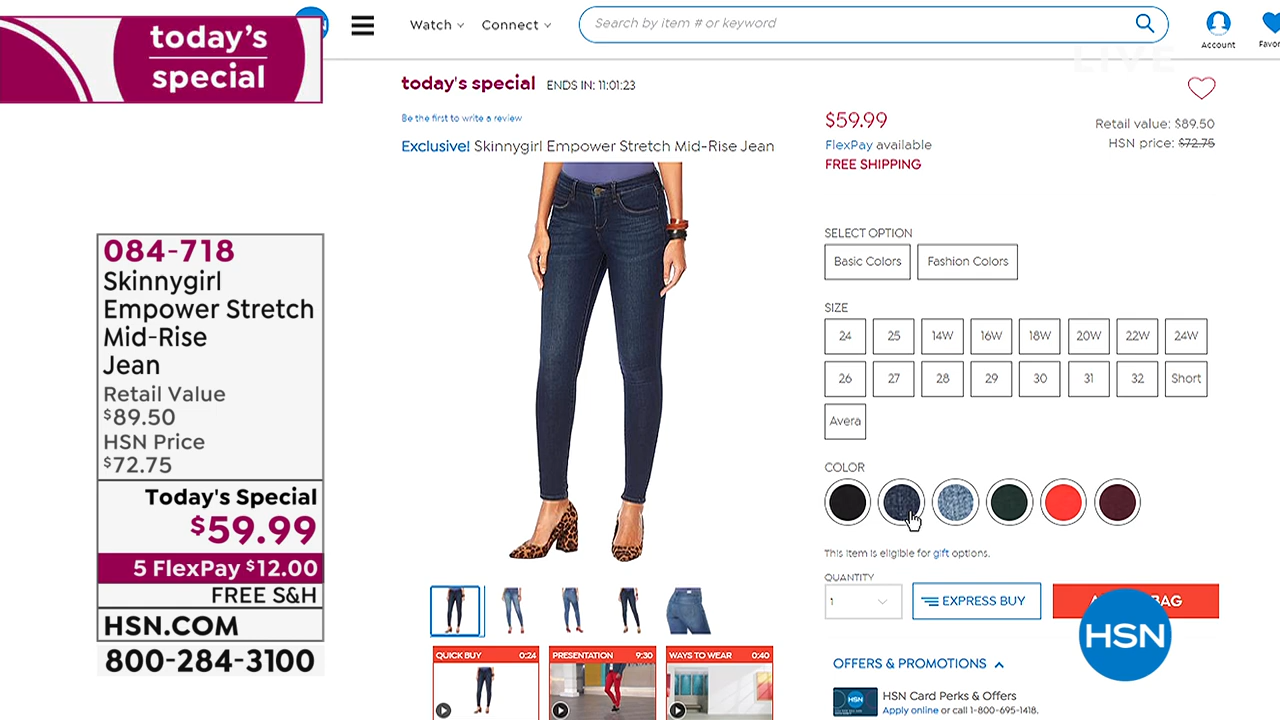 today's
special
084-718
Skinnygirl
Empower Stretch
Mid-Rise
Jean
Retail Value
$89.50
HSN Price
$72.75
Today's Special
$59.99
5 FlexPay $12.00
FREE S&H
HSN.COM
800-284-3100
Watch
Connect
Search by item # or keyword
Account
LIVE
today's special ENDS IN: 11:01:23
Be the first to write a review
Exclusive! Skinnygirl Empower Stretch Mid-Rise Jean
$59.99
FlexPay available
FREE SHIPPING
Retail value: $89.50
HSN price: $72.75
SELECT OPTION
Basic Colors Fashion Colors
SIZE
24 25 14W 16W 18W 20W 22W 24W
26 27 28 29 30 31 32 Short
Avera
COLOR
This item is eligible for gift options.
QUANTITY
1 EXPRESS BUY BAG
HSN
QUICK BUY 0:24 PRESENTATION 9:30 WAYS TO WEAR 0:40
OFFERS & PROMOTIONS
HSN
HSN Card Perks & Offers
Apply online or call 1-800-695-1418.